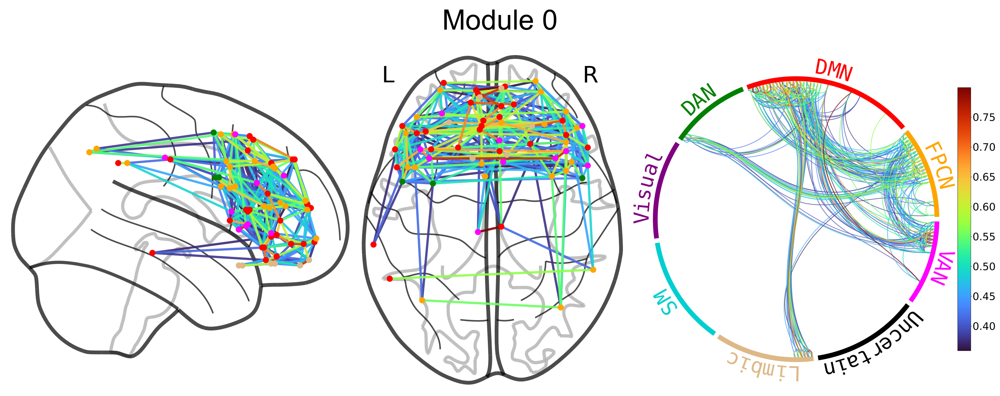 Module 0
L
R
DMN
DAN
FPCN
Visual
VAN
SM
Uncertain
Limbic
0.75
0.70
0.65
0.60
0.55
0.50
0.45
0.40